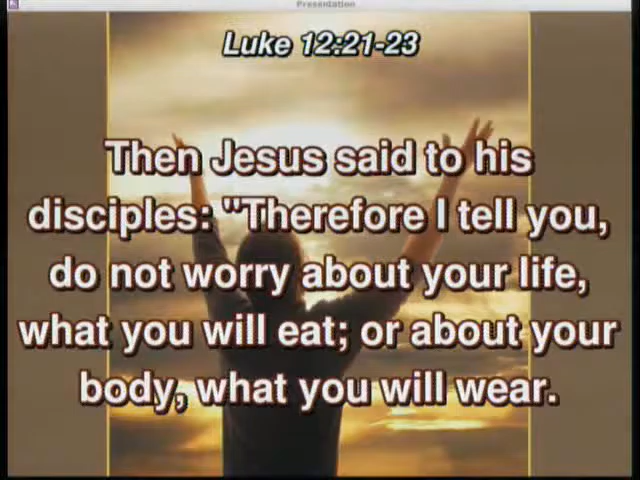 Presentation
Luke 12:21-23
Then Jesus said to his
disciples: "Therefore I tell you,
do not worry about your life,
what you will eat; or about your
body, what you will wear.